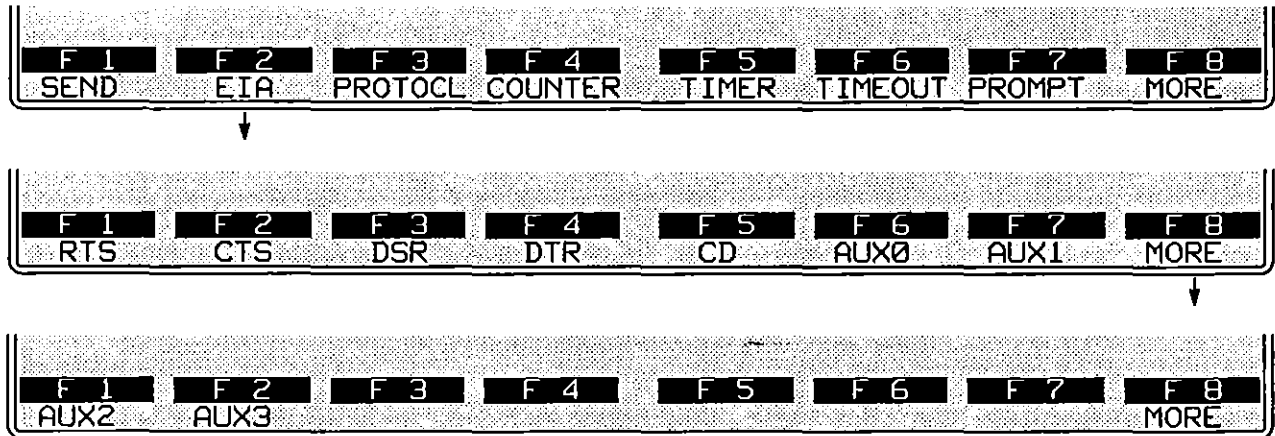 F 1 F 2 F 3 F 4 F 5 F 6 F 7 F 8
SEND EIA PROTOCL COUNTER TIMER TIMEOUT PROMPT MORE
F 1 F 2 F 3 F 4 F 5 F 6 F 7 F 8
RTS CTS DSR DTR CD AUX0 AUX1 MORE
F 1 F 2 F 3 F 4 F 5 F 6 F 7 F 8
AUX2 AUX3 MORE